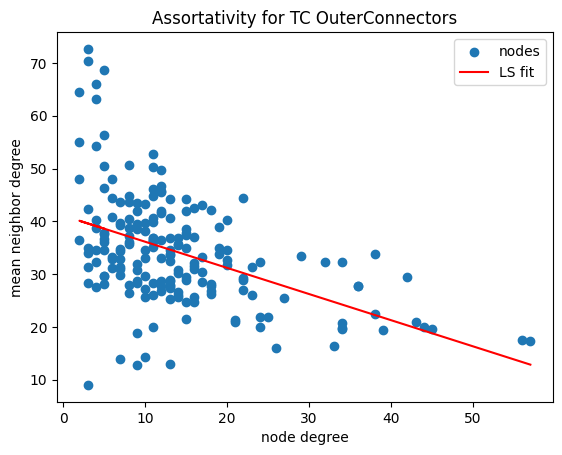 Assortativity for TC OuterConnectors
nodes
LS fit
mean neighbor degree
70
60
50
40
30
20
10
0
10
20
30
40
50
node degree